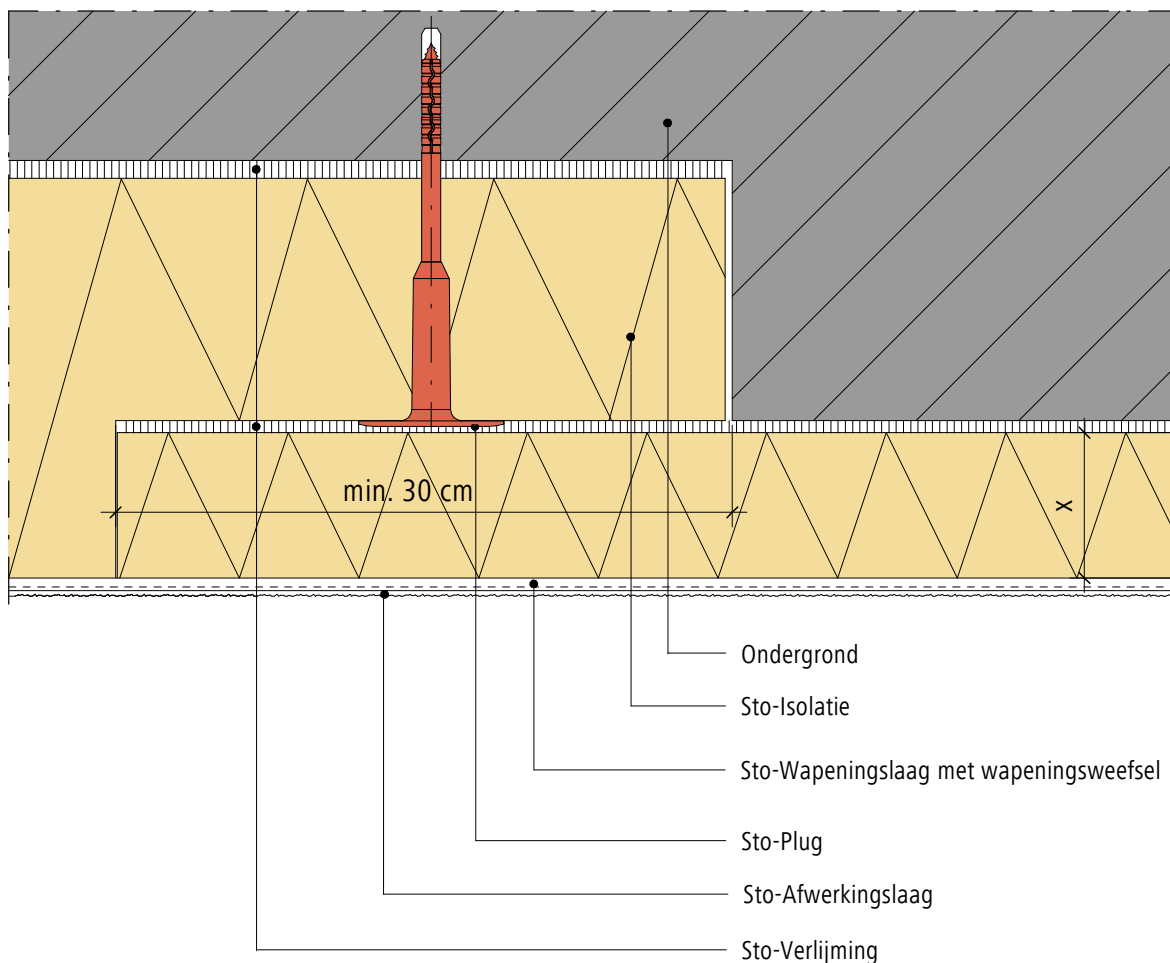 min. 30 cm
X
Ondergrond
Sto-Isolatie
Sto-Wapeningslaag met wapeningsweefsel
Sto-Plug
Sto-Afwerkingslaag
Sto-Verlijming